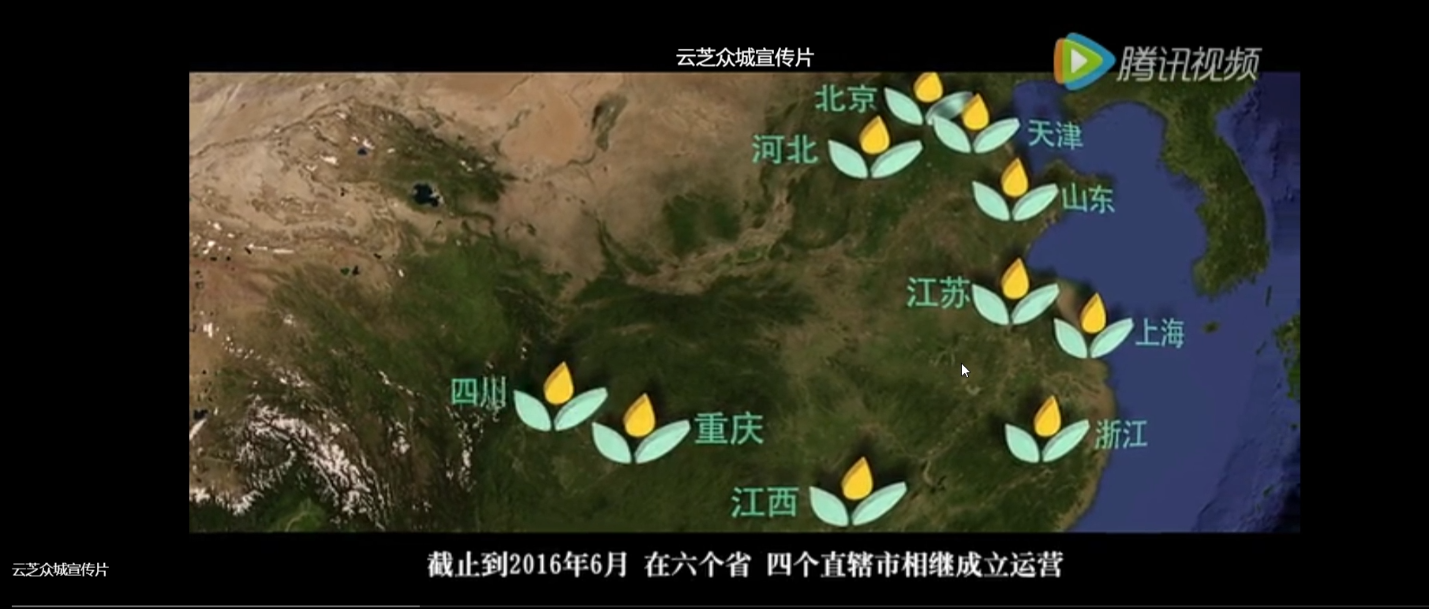 云芝众城宣传片
腾讯视频
北京
天津
河北
山东
江苏
上海
四川
重庆
浙江
江西
截止到2016年6月 在六个省 四个直辖市相继成立运营
云芝众城宣传片